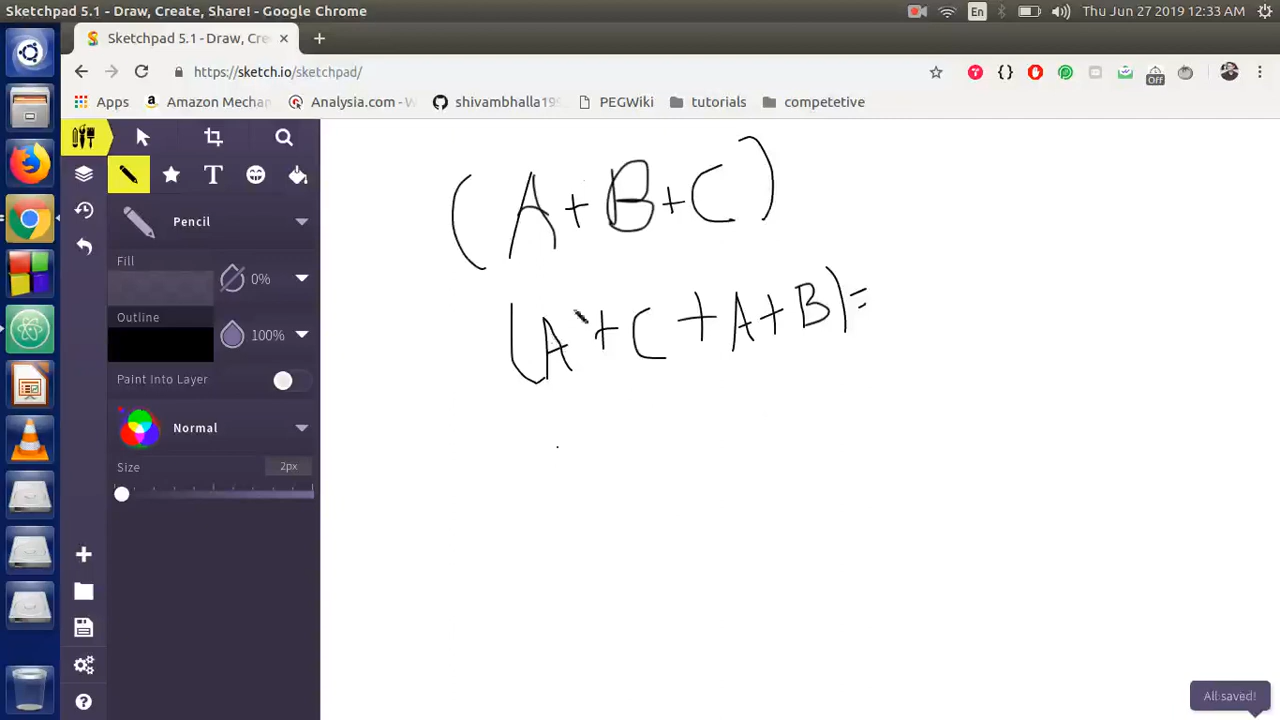 Sketchpad 5.1 - Draw, Create, Share! - Google Chrome
En
Thu Jun 27 2019 12:33 AM
Sketchpad 5.1 - Draw, Cre
https://sketch.io/sketchpad/
OFF
Apps
Amazon Mechan
Analysia.com - W
shivambhalla199
PEGWiki
tutorials
competetive
(A+B+C)
Pencil
Fill
0%
Outline
100%
(A+C+A+B)=
Paint Into Layer
Normal
Size
2px
All saved!